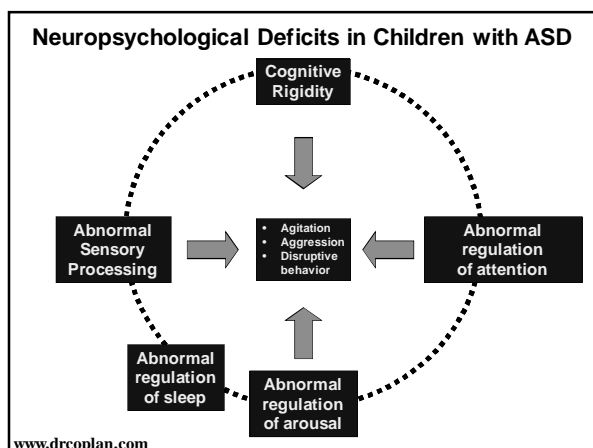 Neuropsychological Deficits in Children with ASD
Cognitive
Rigidity
Abnormal
Sensory
Processing
• Agitation
• Aggression
• Disruptive
behavior
Abnormal
regulation
of attention
Abnormal
regulation
of sleep
Abnormal
regulation
of arousal
www.drcoplan.com